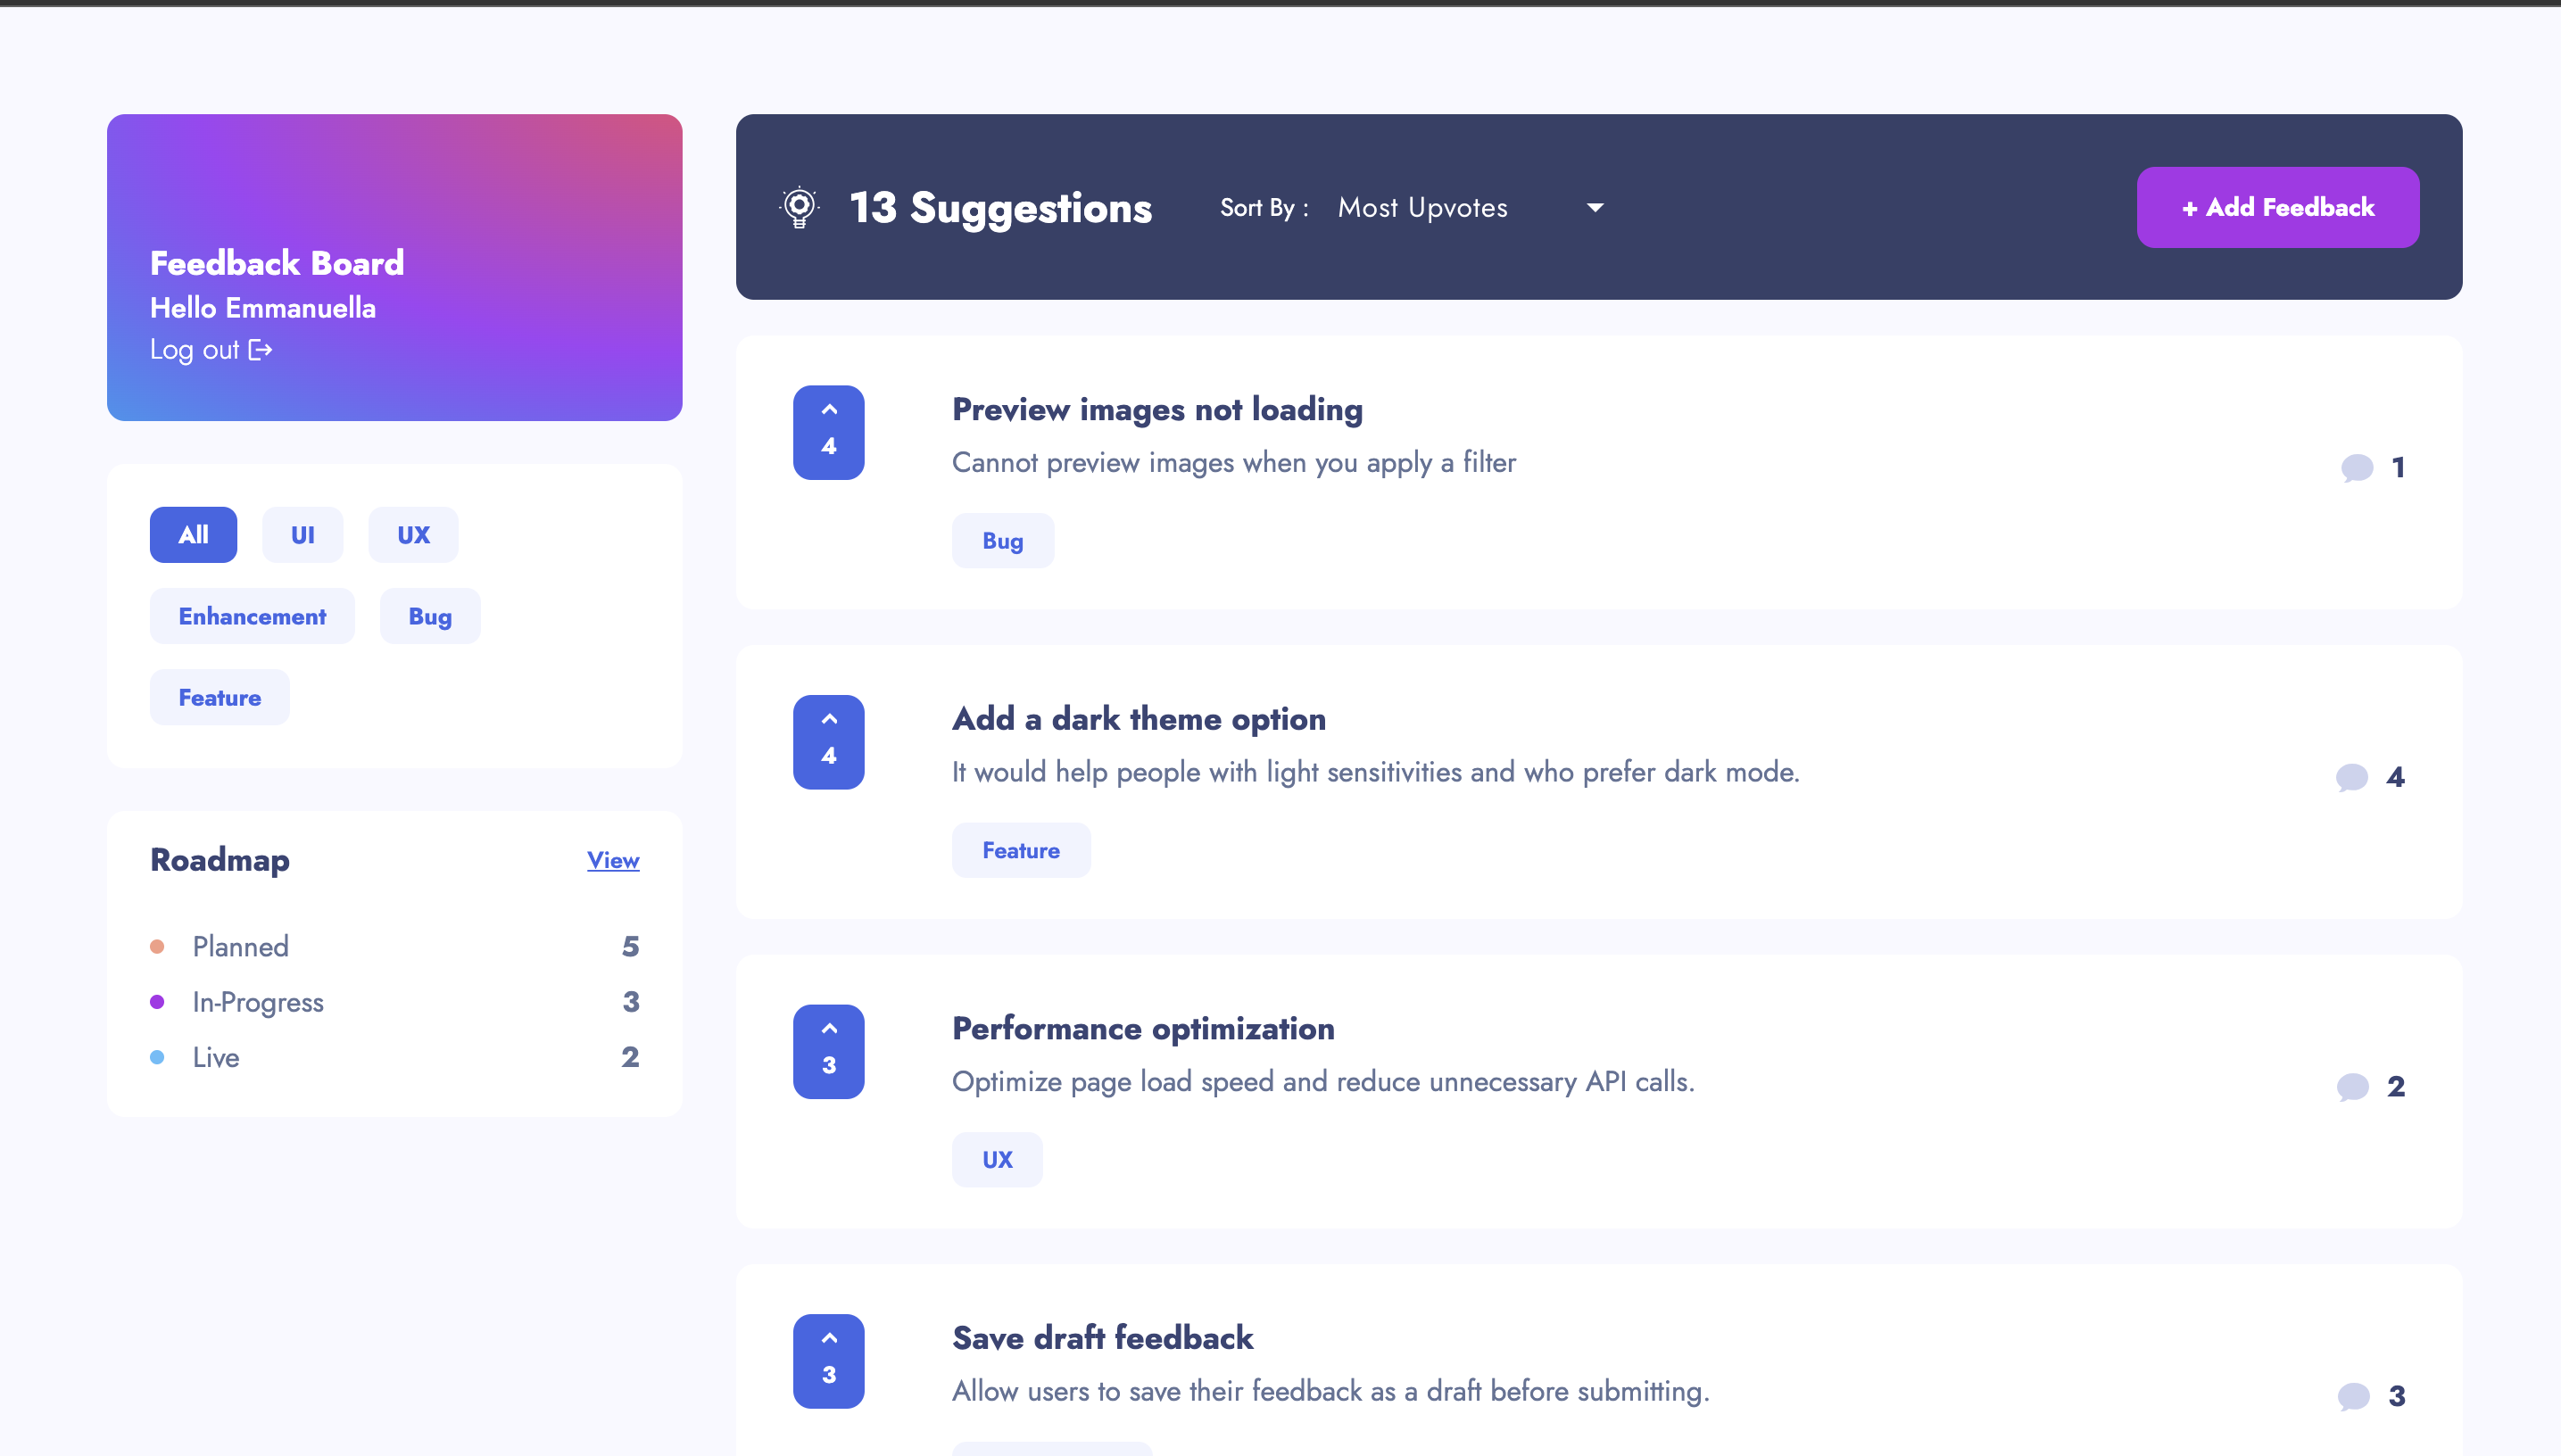 Feedback Board
Hello Emmanuella
Log out
All
UI
UX
Enhancement
Bug
Feature
Roadmap
View
Planned
5
In-Progress
3
Live
2
13 Suggestions
Sort By :
Most Upvotes
+ Add Feedback
4
Preview images not loading
Cannot preview images when you apply a filter
Bug
1
4
Add a dark theme option
It would help people with light sensitivities and who prefer dark mode.
Feature
4
3
Performance optimization
Optimize page load speed and reduce unnecessary API calls.
UX
2
3
Save draft feedback
Allow users to save their feedback as a draft before submitting.
3